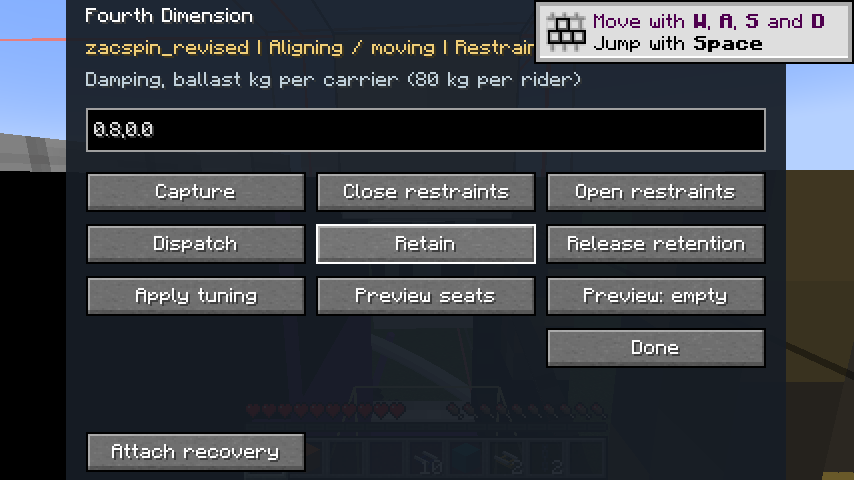 Fourth Dimension
Move with W, A, S and D
Jump with Space
zacspin_revised | Aligning / moving | Restrain
Damping, ballast kg per carrier (80 kg per rider)
0.8,0.0
Capture
Close restraints
Open restraints
Dispatch
Retain
Release retention
Apply tuning
Preview seats
Preview: empty
Done
Attach recovery
10
2
2